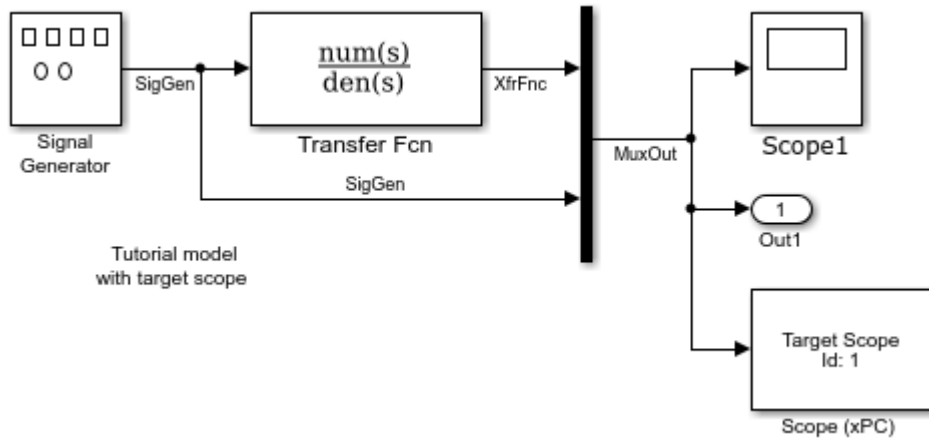 num(s)
den(s)
SigGen
XfrFnc
Signal
Generator
Transfer Fcn
MuxOut
Scope1
SigGen
1
Out1
Tutorial model
with target scope
Target Scope
Id: 1
Scope (xPC)